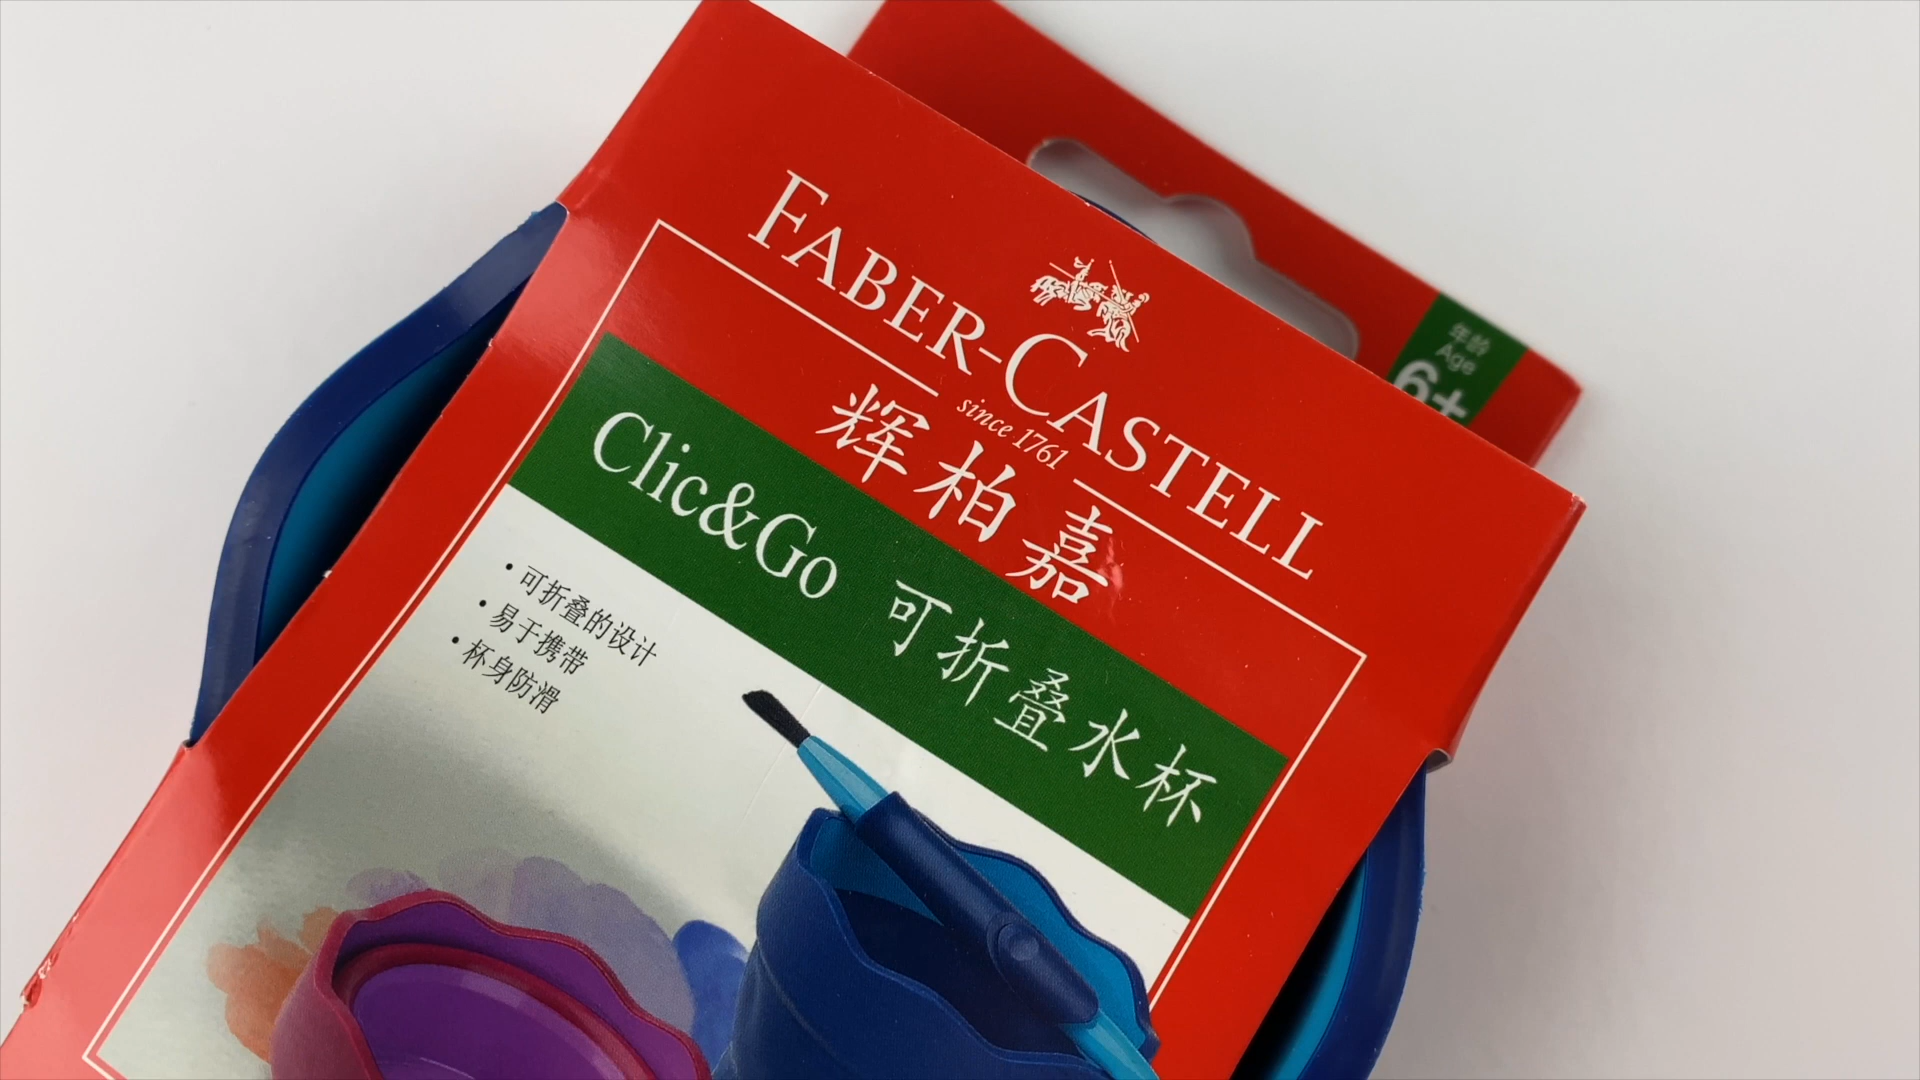 年龄
Age
6+
FABER-CASTELL
since 1761
辉柏嘉
Clic&Go 可折叠水杯
• 可折叠的设计
• 易于携带
• 杯身防滑